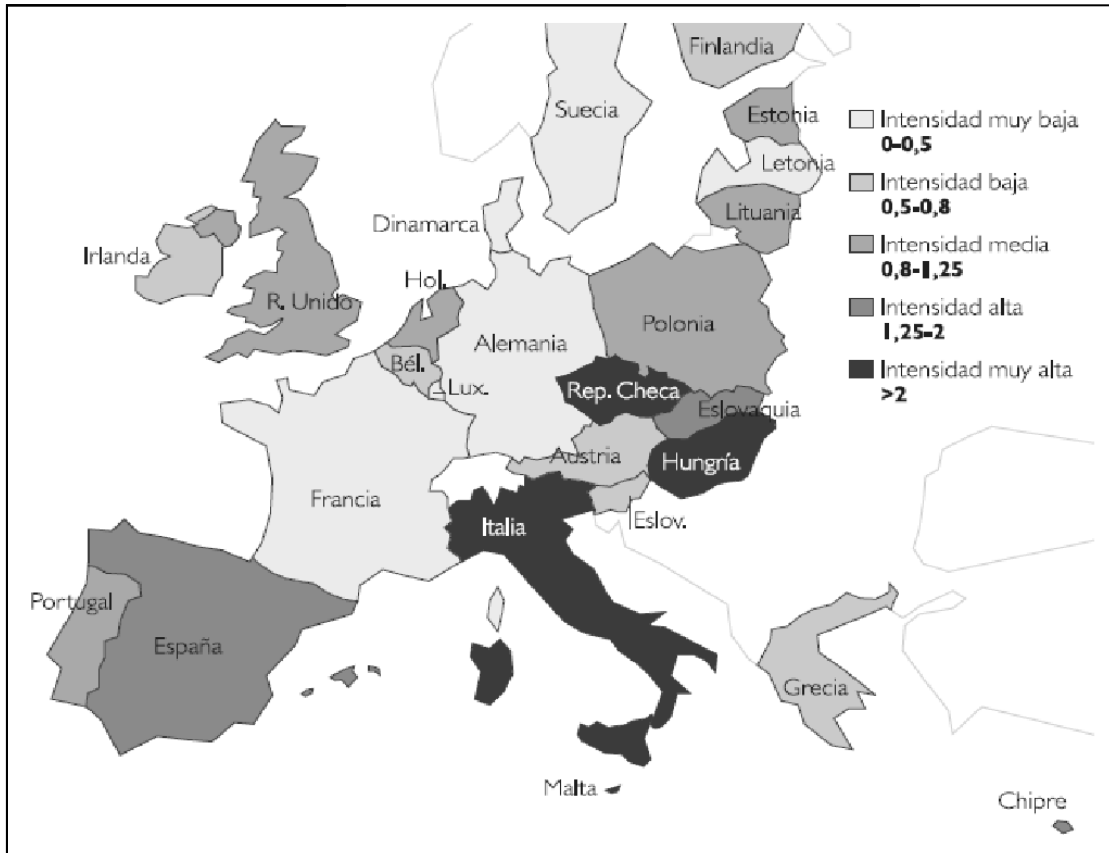 Finlandia
Suecia
Estonia
Letonia
Lituania
Dinamarca
Irlanda
Hol.
R. Unido
Polonia
Alemania
Bél.
Lux.
Rep. Checa
Eslovaquia
Austria
Hungría
Francia
Italia
Eslov.
Portugal
España
Grecia
Malta
Chipre
Intensidad muy baja
0-0,5
Intensidad baja
0,5-0,8
Intensidad media
0,8-1,25
Intensidad alta
1,25-2
Intensidad muy alta
>2